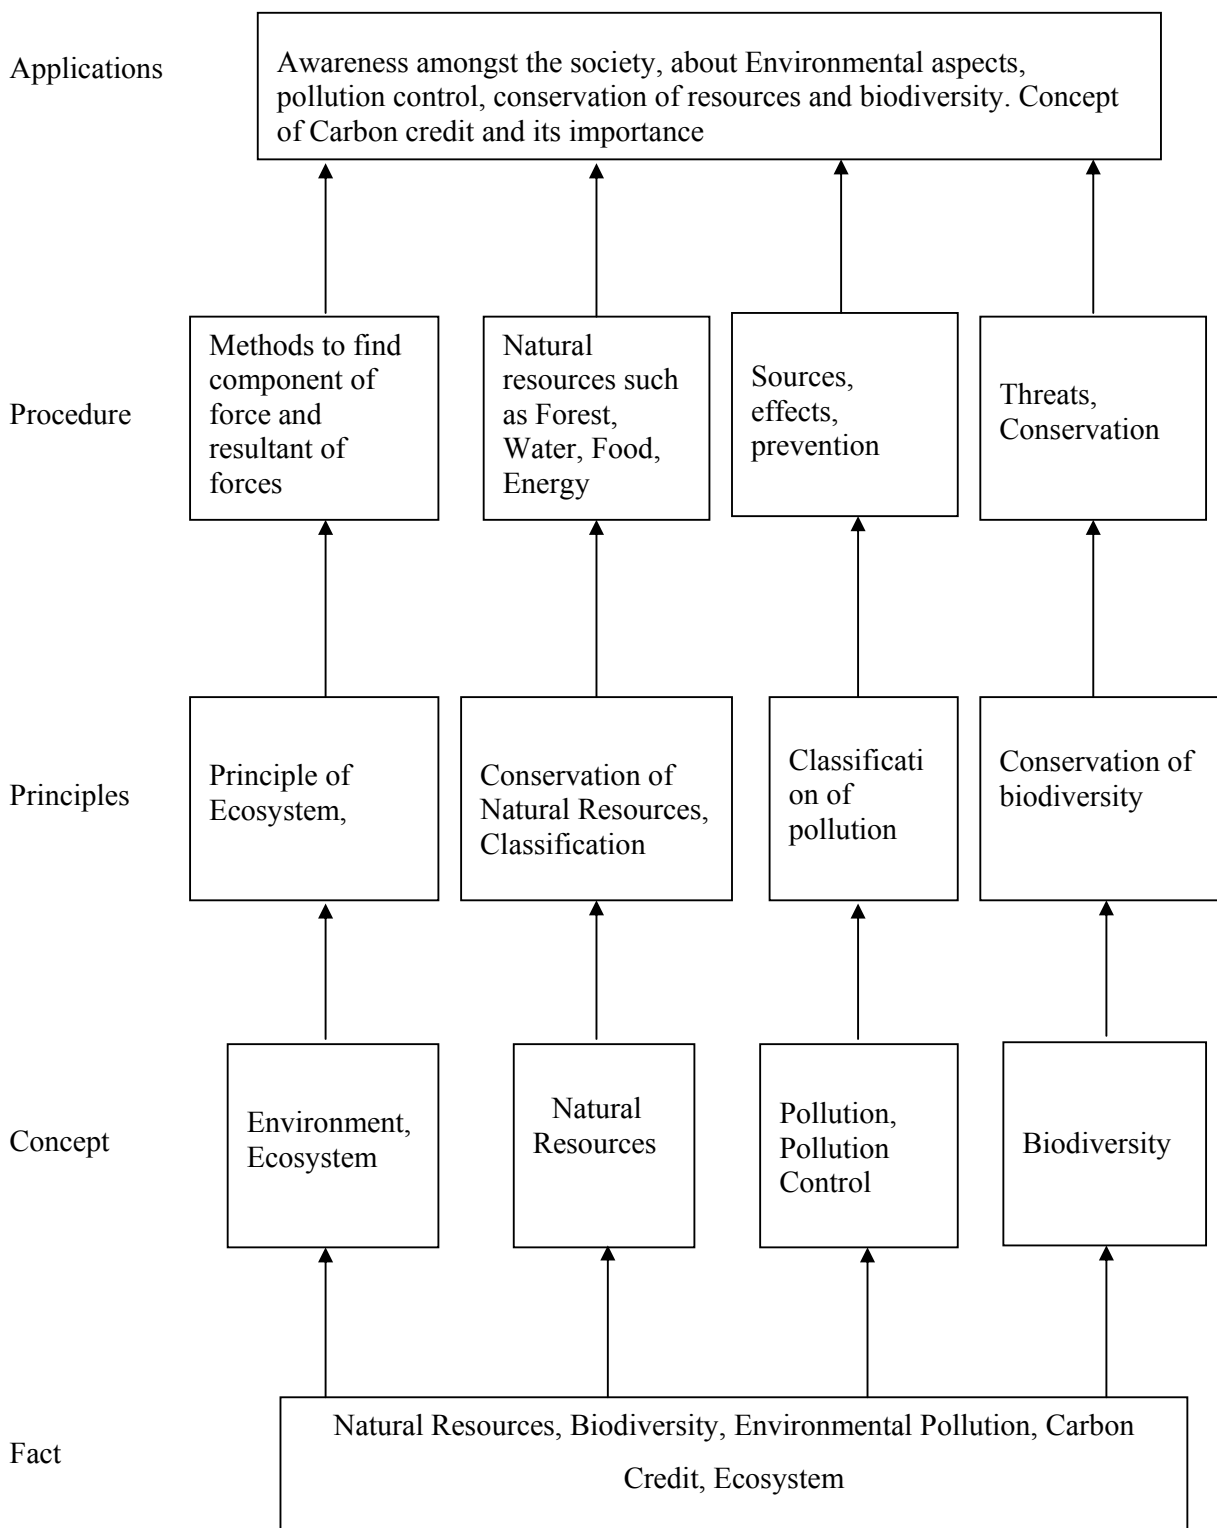 Applications
Awareness amongst the society, about Environmental aspects,
pollution control, conservation of resources and biodiversity. Concept
of Carbon credit and its importance
Procedure
Methods to find
component of
force and
resultant of
forces
Natural
resources such
as Forest,
Water, Food,
Energy
Sources,
effects,
prevention
Threats,
Conservation
Principles
Principle of
Ecosystem,
Conservation of
Natural Resources,
Classification
Classificati
on of
pollution
Conservation of
biodiversity
Concept
Environment,
Ecosystem
Natural
Resources
Pollution,
Pollution
Control
Biodiversity
Fact
Natural Resources, Biodiversity, Environmental Pollution, Carbon
Credit, Ecosystem